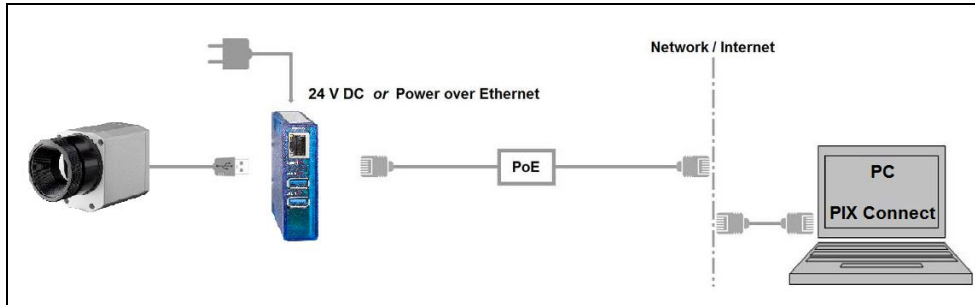 Network / Internet
24 V DC or Power over Ethernet
PoE
PC
PIX Connect